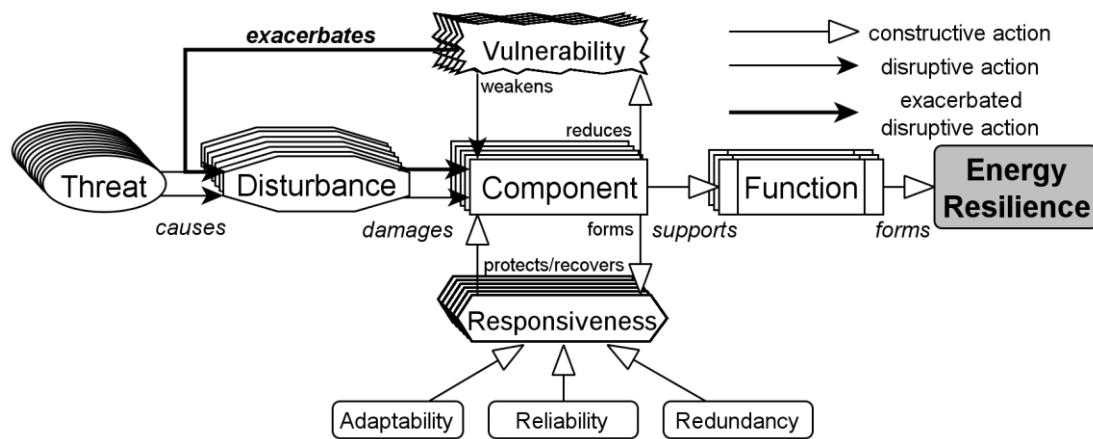 exacerbates
Vulnerability
constructive action
disruptive action
exacerbated
disruptive action
weakens
reduces
Threat
Disturbance
Component
Function
Energy
Resilience
causes
damages
forms
supports
forms
protects/recovers
Responsiveness
Adaptability
Reliability
Redundancy